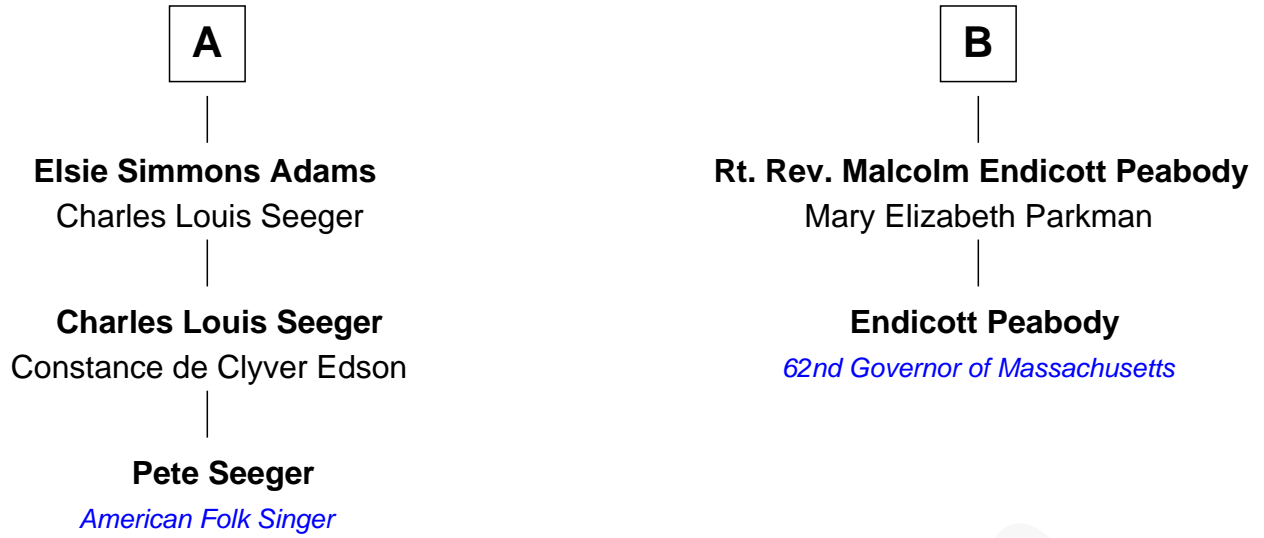 A
Elsie Simmons Adams
Charles Louis Seeger
Charles Louis Seeger
Constance de Clyver Edson
Pete Seeger
American Folk Singer
B
Rt. Rev. Malcolm Endicott Peabody
Mary Elizabeth Parkman
Endicott Peabody
62nd Governor of Massachusetts